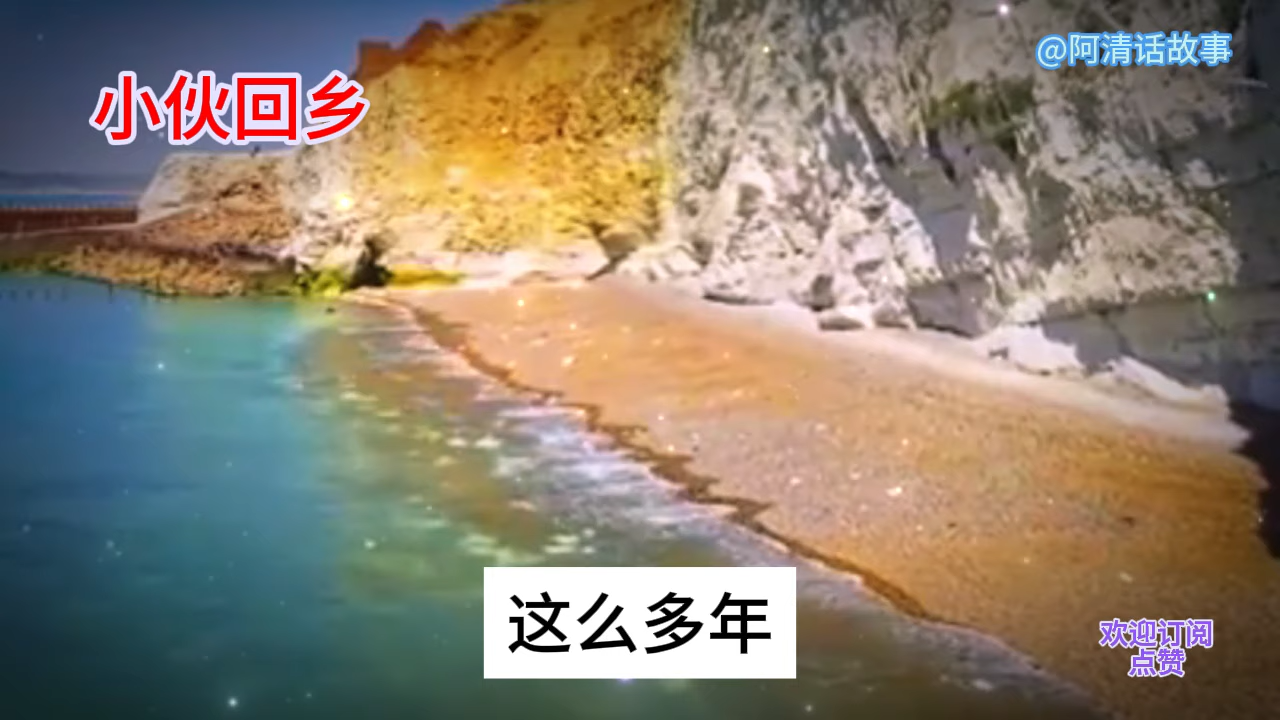 @阿清话故事
小伙回乡
这么多年
欢迎订阅
点赞